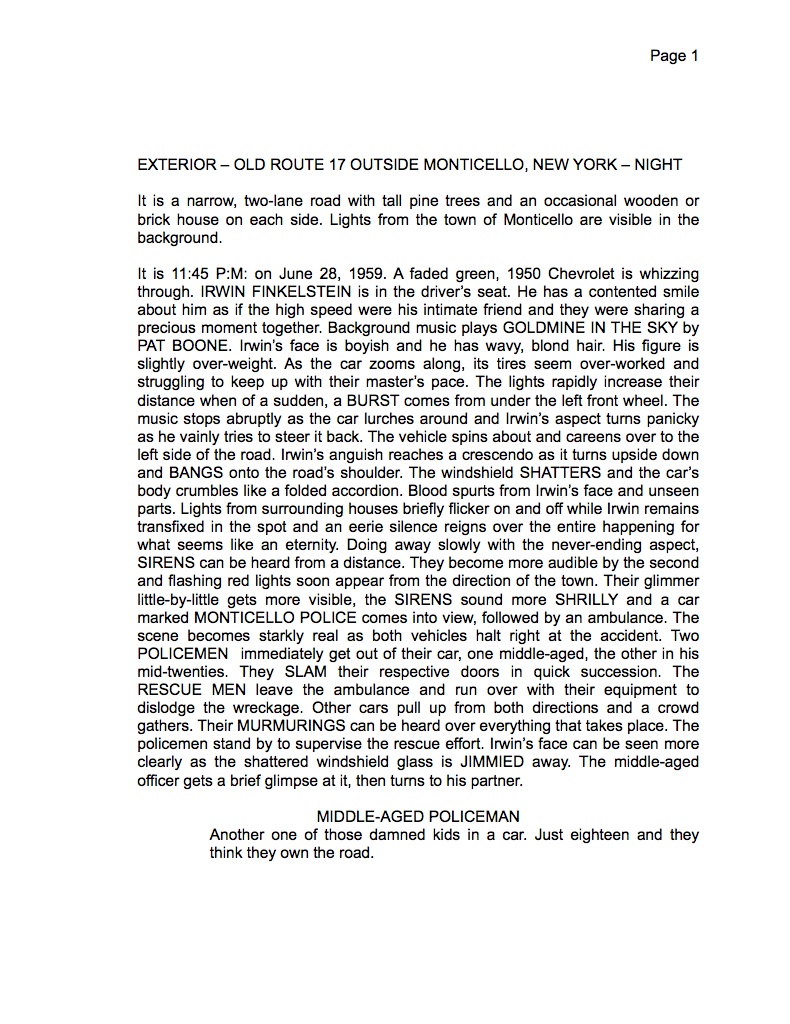 Page 1
EXTERIOR – OLD ROUTE 17 OUTSIDE MONTICELLO, NEW YORK – NIGHT
It is a narrow, two-lane road with tall pine trees and an occasional wooden or
brick house on each side. Lights from the town of Monticello are visible in the
background.
It is 11:45 P:M: on June 28, 1959. A faded green, 1950 Chevrolet is whizzing
through. IRWIN FINKELSTEIN is in the driver's seat. He has a contented smile
about him as if the high speed were his intimate friend and they were sharing a
precious moment together. Background music plays GOLDMINE IN THE SKY by
PAT BOONE. Irwin's face is boyish and he has wavy, blond hair. His figure is
slightly over-weight. As the car zooms along, its tires seem over-worked and
struggling to keep up with their master's pace. The lights rapidly increase their
distance when of a sudden, a BURST comes from under the left front wheel. The
music stops abruptly as the car lurches around and Irwin's aspect turns panicky
as he vainly tries to steer it back. The vehicle spins about and careens over to the
left side of the road. Irwin's anguish reaches a crescendo as it turns upside down
and BANGS onto the road's shoulder. The windshield SHATTERS and the car's
body crumbles like a folded accordion. Blood spurts from Irwin's face and unseen
parts. Lights from surrounding houses briefly flicker on and off while Irwin remains
transfixed in the spot and an eerie silence reigns over the entire happening for
what seems like an eternity. Doing away slowly with the never-ending aspect,
SIRENS can be heard from a distance. They become more audible by the second
and flashing red lights soon appear from the direction of the town. Their glimmer
little-by-little gets more visible, the SIRENS sound more SHRILLY and a car
marked MONTICELLO POLICE comes into view, followed by an ambulance. The
scene becomes starkly real as both vehicles halt right at the accident. Two
POLICEMEN immediately get out of their car, one middle-aged, the other in his
mid-twenties. They SLAM their respective doors in quick succession. The
RESCUE MEN leave the ambulance and run over with their equipment to
dislodge the wreckage. Other cars pull up from both directions and a crowd
gathers. Their MURMURINGS can be heard over everything that takes place. The
policemen stand by to supervise the rescue effort. Irwin's face can be seen more
clearly as the shattered windshield glass is JIMMIED away. The middle-aged
officer gets a brief glimpse at it, then turns to his partner.
MIDDLE-AGED POLICEMAN
Another one of those damned kids in a car. Just eighteen and they
think they own the road.